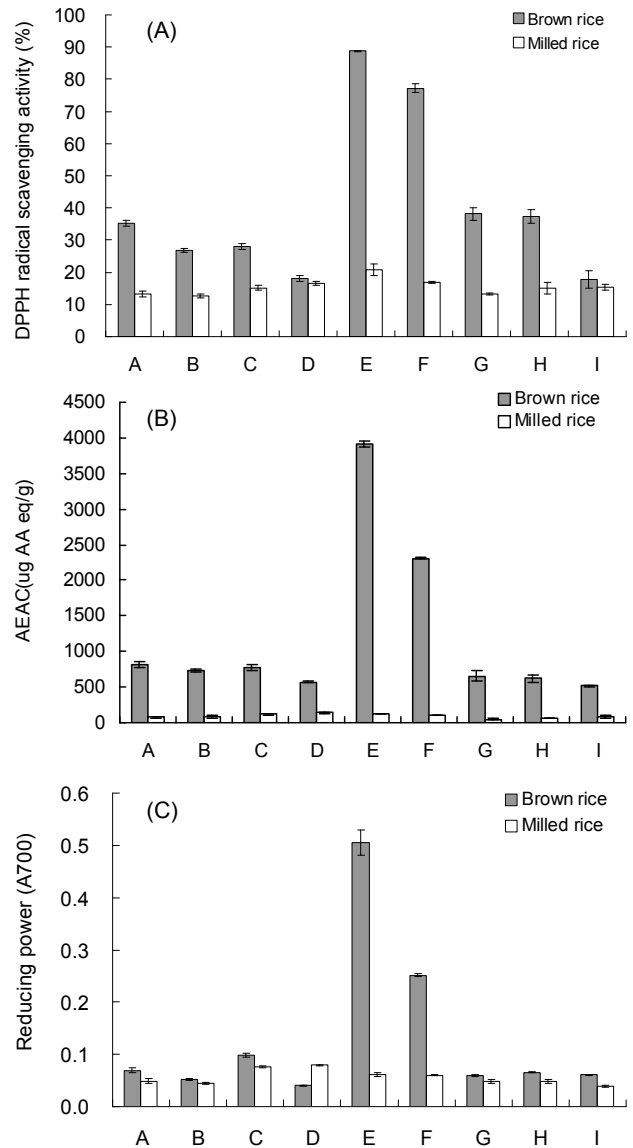 (A)
Brown rice
Milled rice
DPPH radical scavenging activity (%)
100
90
80
70
60
50
40
30
20
10
0
A B C D E F G H I
(B)
Brown rice
Milled rice
AEAC(ug AA eq/g)
4500
4000
3500
3000
2500
2000
1500
1000
500
0
A B C D E F G H I
(C)
Brown rice
Milled rice
Reducing power (A700)
0.6
0.5
0.4
0.3
0.2
0.1
0.0
A B C D E F G H I